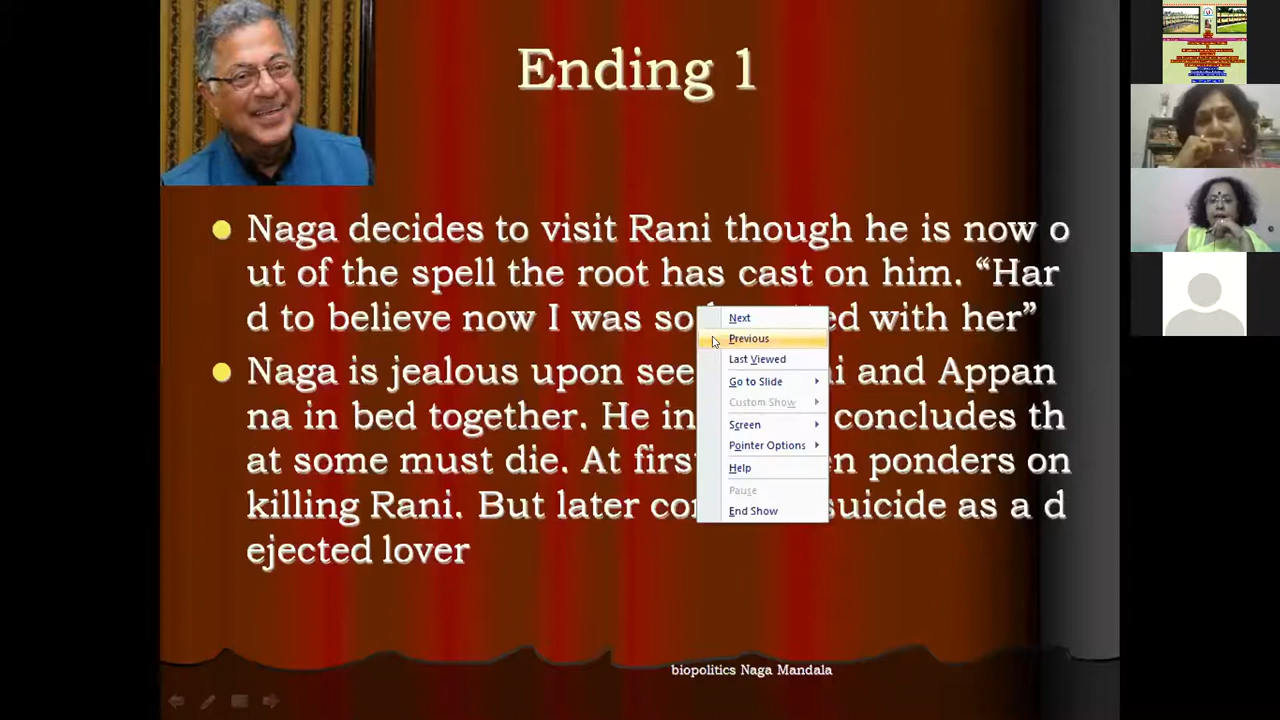 Ending 1
Naga decides to visit Rani though he is now o
ut of the spell the root has cast on him. “Har
d to believe now I was so ed with her”
Naga is jealous upon see i and Appan
na in bed together. He in concludes th
at some must die. At firs en ponders on
killing Rani. But later co suicide as a d
ejected lover
Next
Previous
Last Viewed
Go to Slide
Custom Show
Screen
Pointer Options
Help
Pause
End Show
biopolitics Naga Mandala